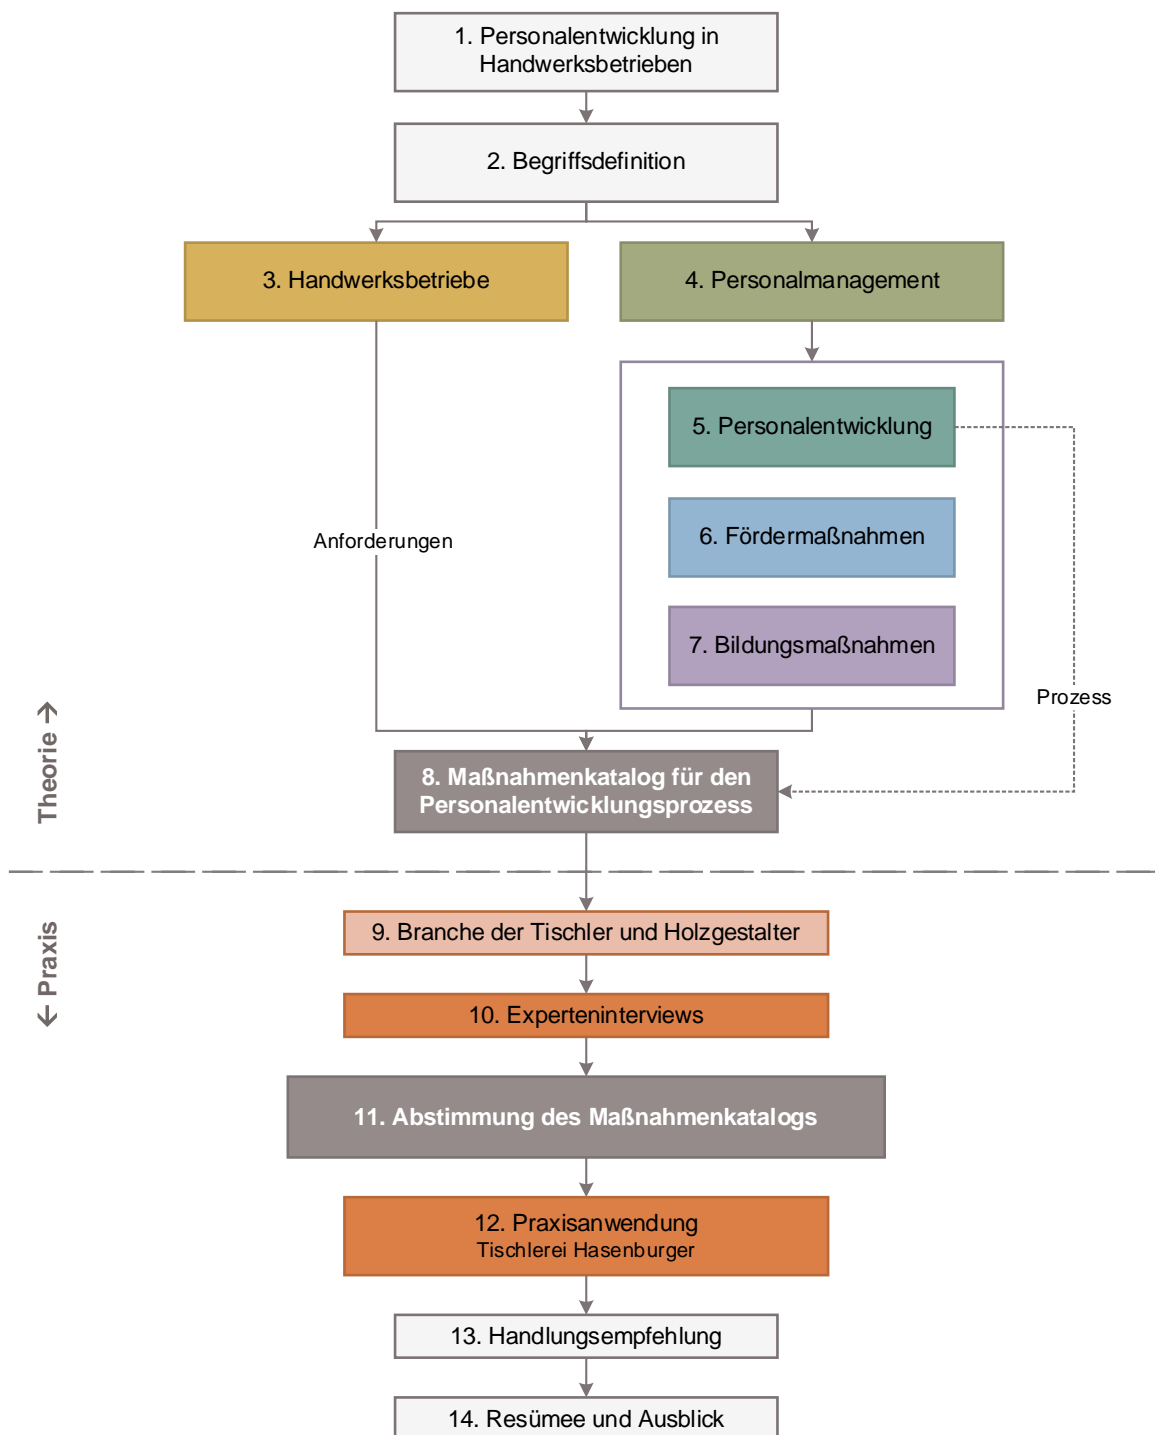 1. Personalentwicklung in
Handwerksbetrieben
2. Begriffsdefinition
3. Handwerksbetriebe
4. Personalmanagement
5. Personalentwicklung
6. Fördermaßnahmen
Anforderungen
7. Bildungsmaßnahmen
Prozess
Theorie →
8. Maßnahmenkatalog für den
Personalentwicklungsprozess
← Praxis
9. Branche der Tischler und Holzgestalter
10. Experteninterviews
11. Abstimmung des Maßnahmenkatalogs
12. Praxisanwendung
Tischlerei Hasenburger
13. Handlungsempfehlung
14. Resümee und Ausblick